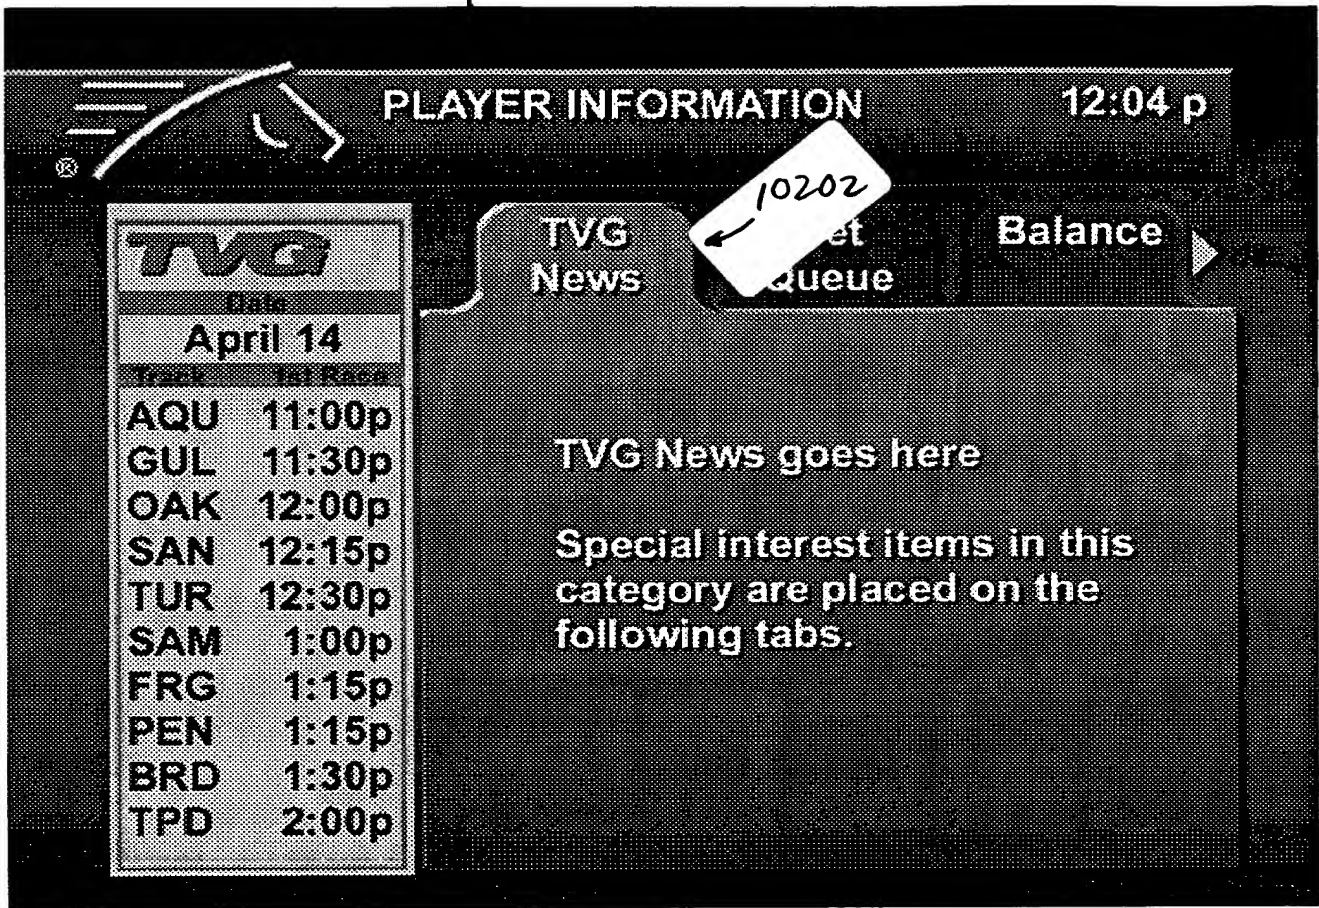 PLAYER INFORMATION 12:04 p
®
10202
TVG
News
Queue
Balance
TVG
Date
April 14
Track 1st Race
AQU 11:00p
GUL 11:30p
OAK 12:00p
SAN 12:15p
TUR 12:30p
SAM 1:00p
FRG 1:15p
PEN 1:15p
BRD 1:30p
TPD 2:00p
TVG News goes here
Special interest items in this
category are placed on the
following tabs.